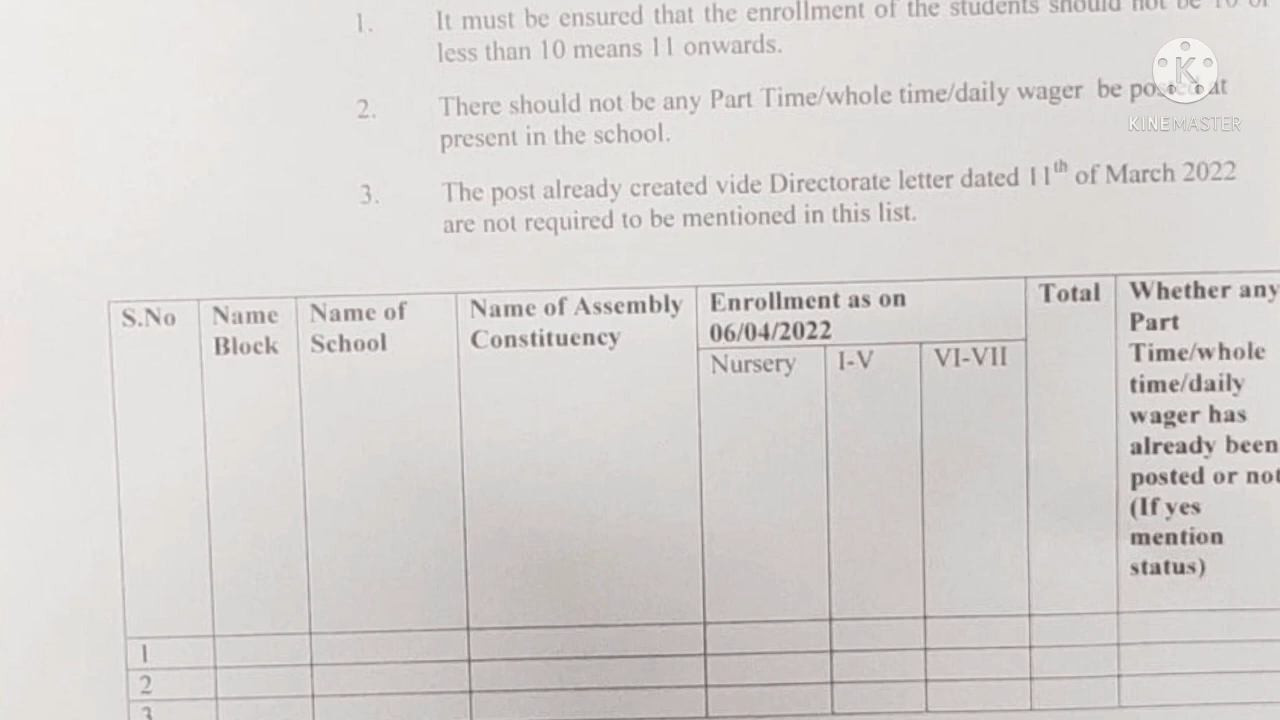 1. It must be ensured that the enrollment of the students should not be 10 or
less than 10 means 11 onwards.
2. There should not be any Part Time/whole time/daily wager be posted at
present in the school.
3. The post already created vide Directorate letter dated 11th of March 2022
are not required to be mentioned in this list.
K
KINEMASTER
S.No
Name
Block
Name of
School
Name of Assembly
Constituency
Enrollment as on
06/04/2022
Nursery
I-V
VI-VII
Total
Whether any
Part
Time/whole
time/daily
wager has
already been
posted or not
(If yes
mention
status)
1
2
3